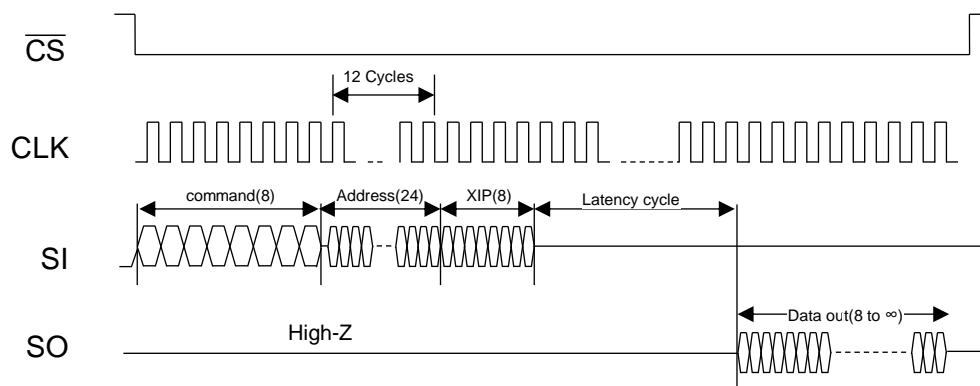 CS
12 Cycles
CLK
command(8) Address(24) XIP(8) Latency cycle
SI
Data out(8 to ∞)
High-Z
SO